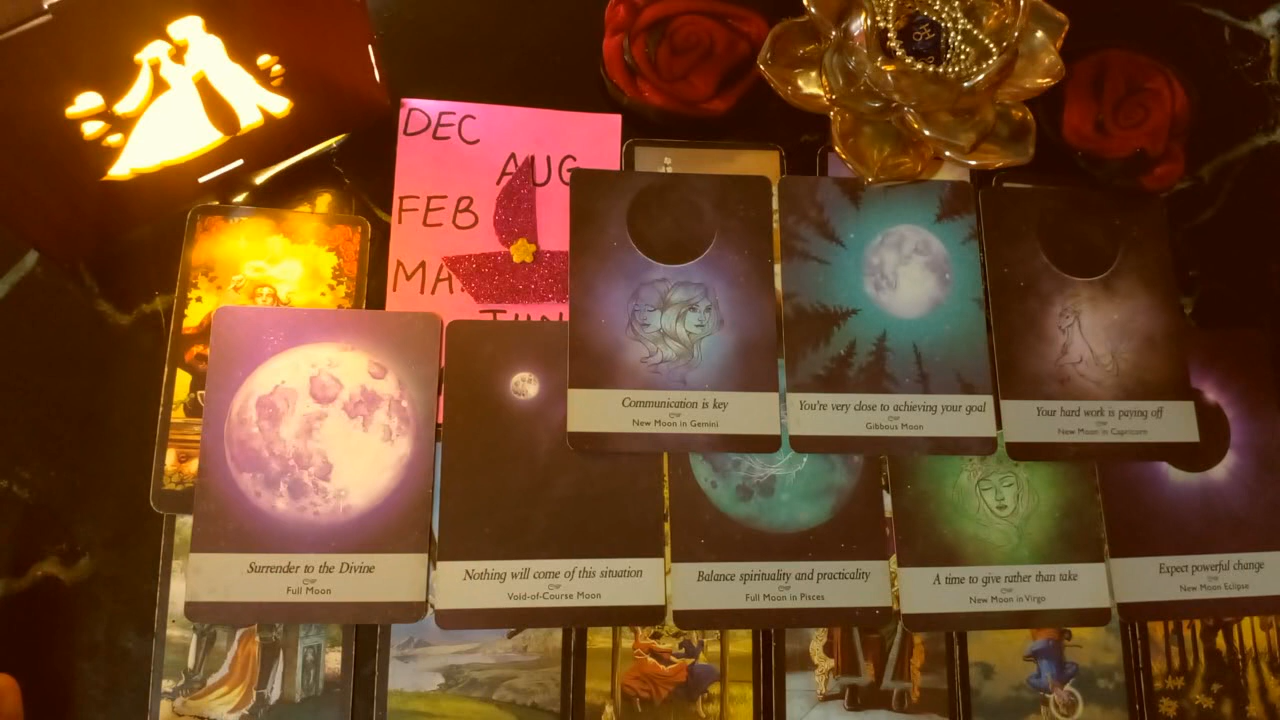 DEC
AUG
FEB
Communication is key
New Moon in Gemini
You're very close to achieving your goal
Gibbous Moon
Your hard work is paying off
New Moon in Capricorn
Surrender to the Divine
Full Moon
Nothing will come of this situation
Void-of-Course Moon
Balance spirituality and practicality
Full Moon in Pisces
A time to give rather than take
New Moon in Virgo
Expect powerful change
New Moon Eclipse